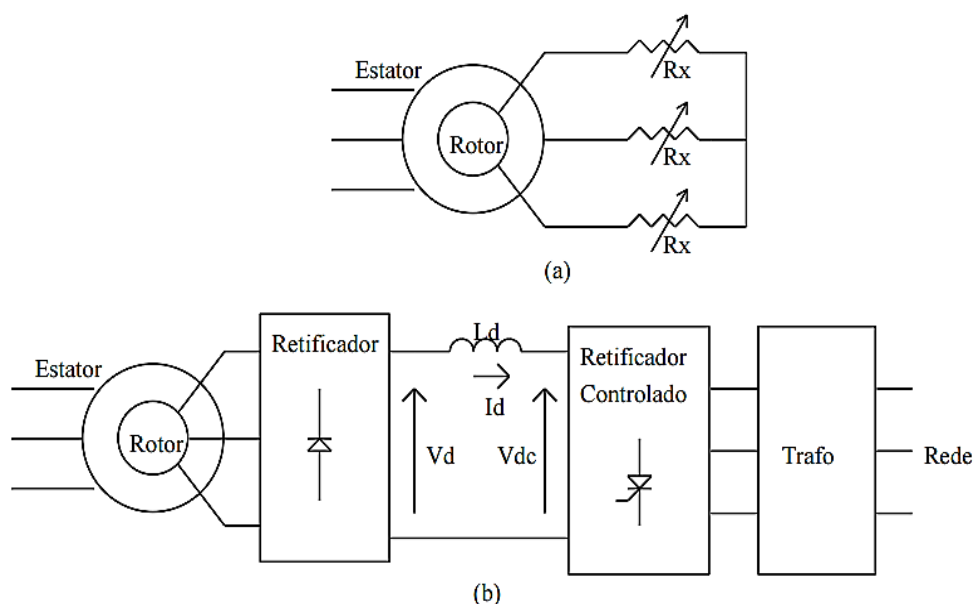 Rx
Estator
Rotor
Rx
Rx
(a)
Retificador
Ld
Retificador
Controlado
Estator
Id
Rotor
Vd
Vdc
Trafo
Rede
(b)